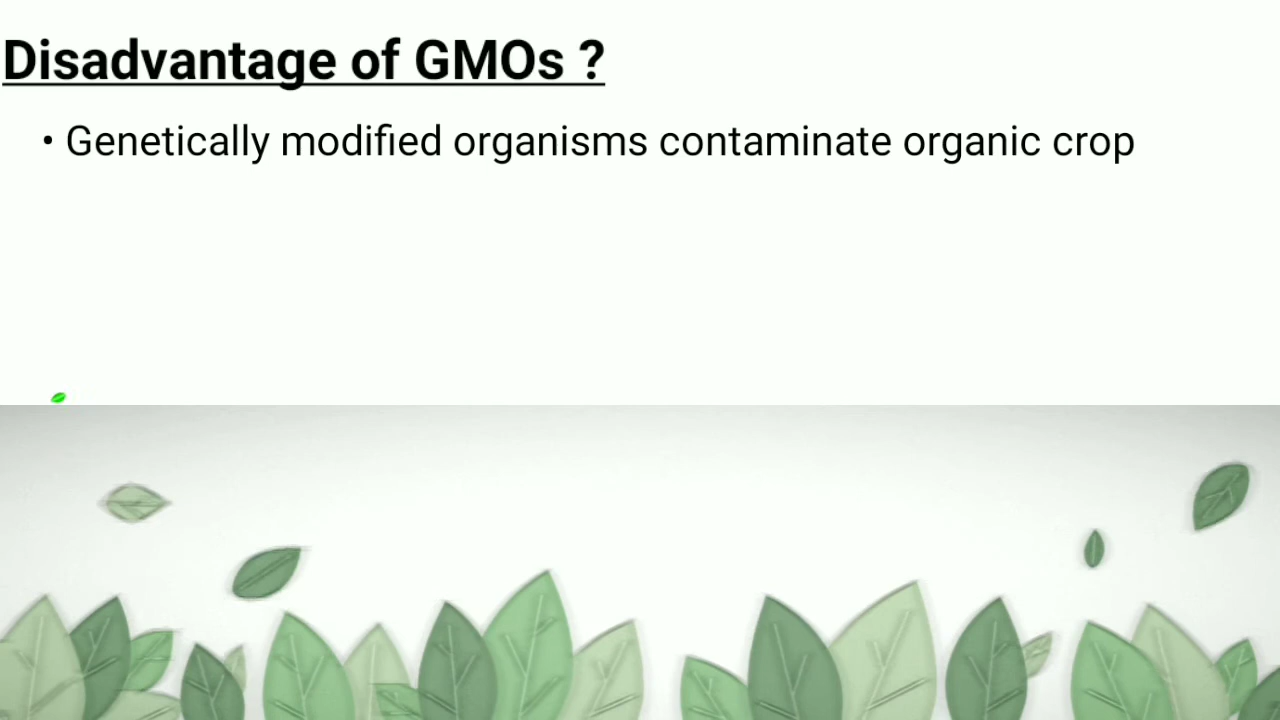 Disadvantage of GMOs ?
• Genetically modified organisms contaminate organic crop